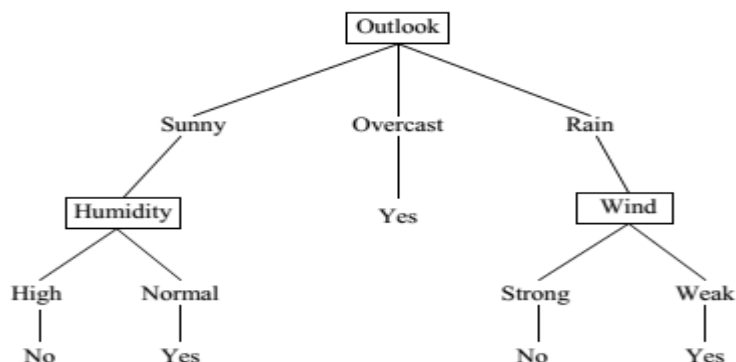 Outlook
Sunny Overcast Rain
Humidity Yes Wind
High Normal Strong Weak
No Yes No Yes